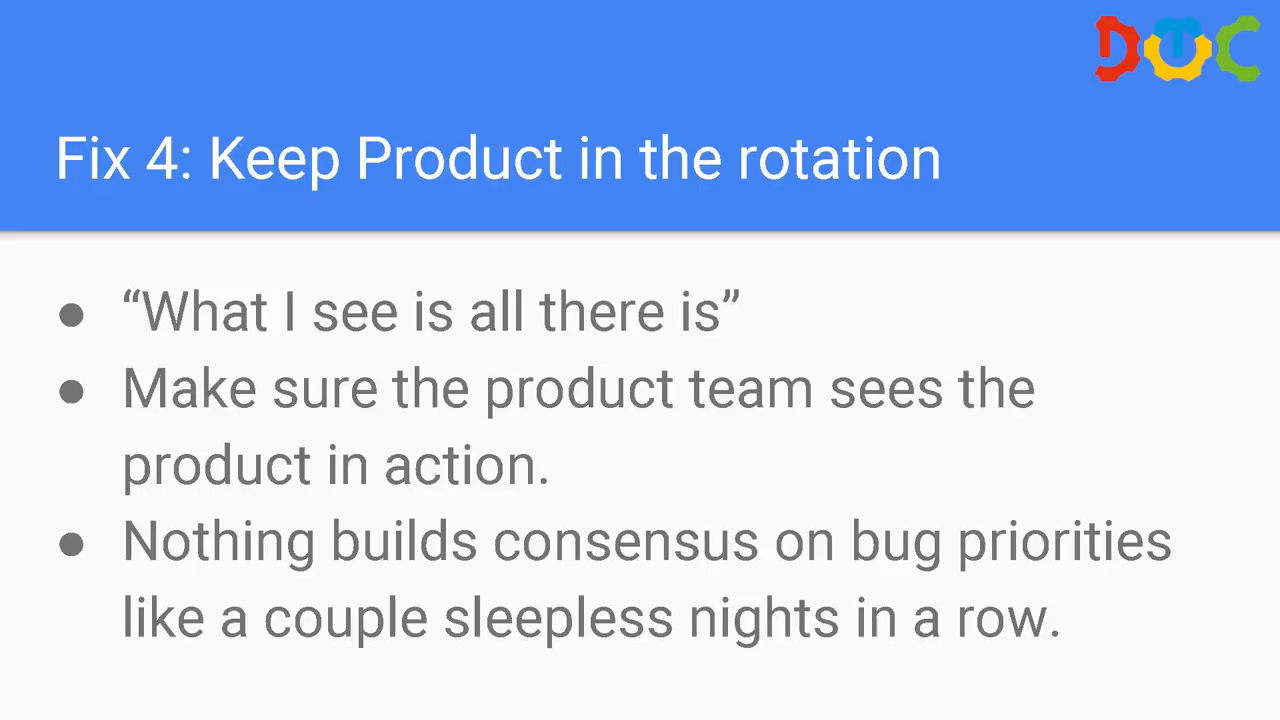 DTC
Fix 4: Keep Product in the rotation
● “What I see is all there is”
● Make sure the product team sees the
product in action.
● Nothing builds consensus on bug priorities
like a couple sleepless nights in a row.